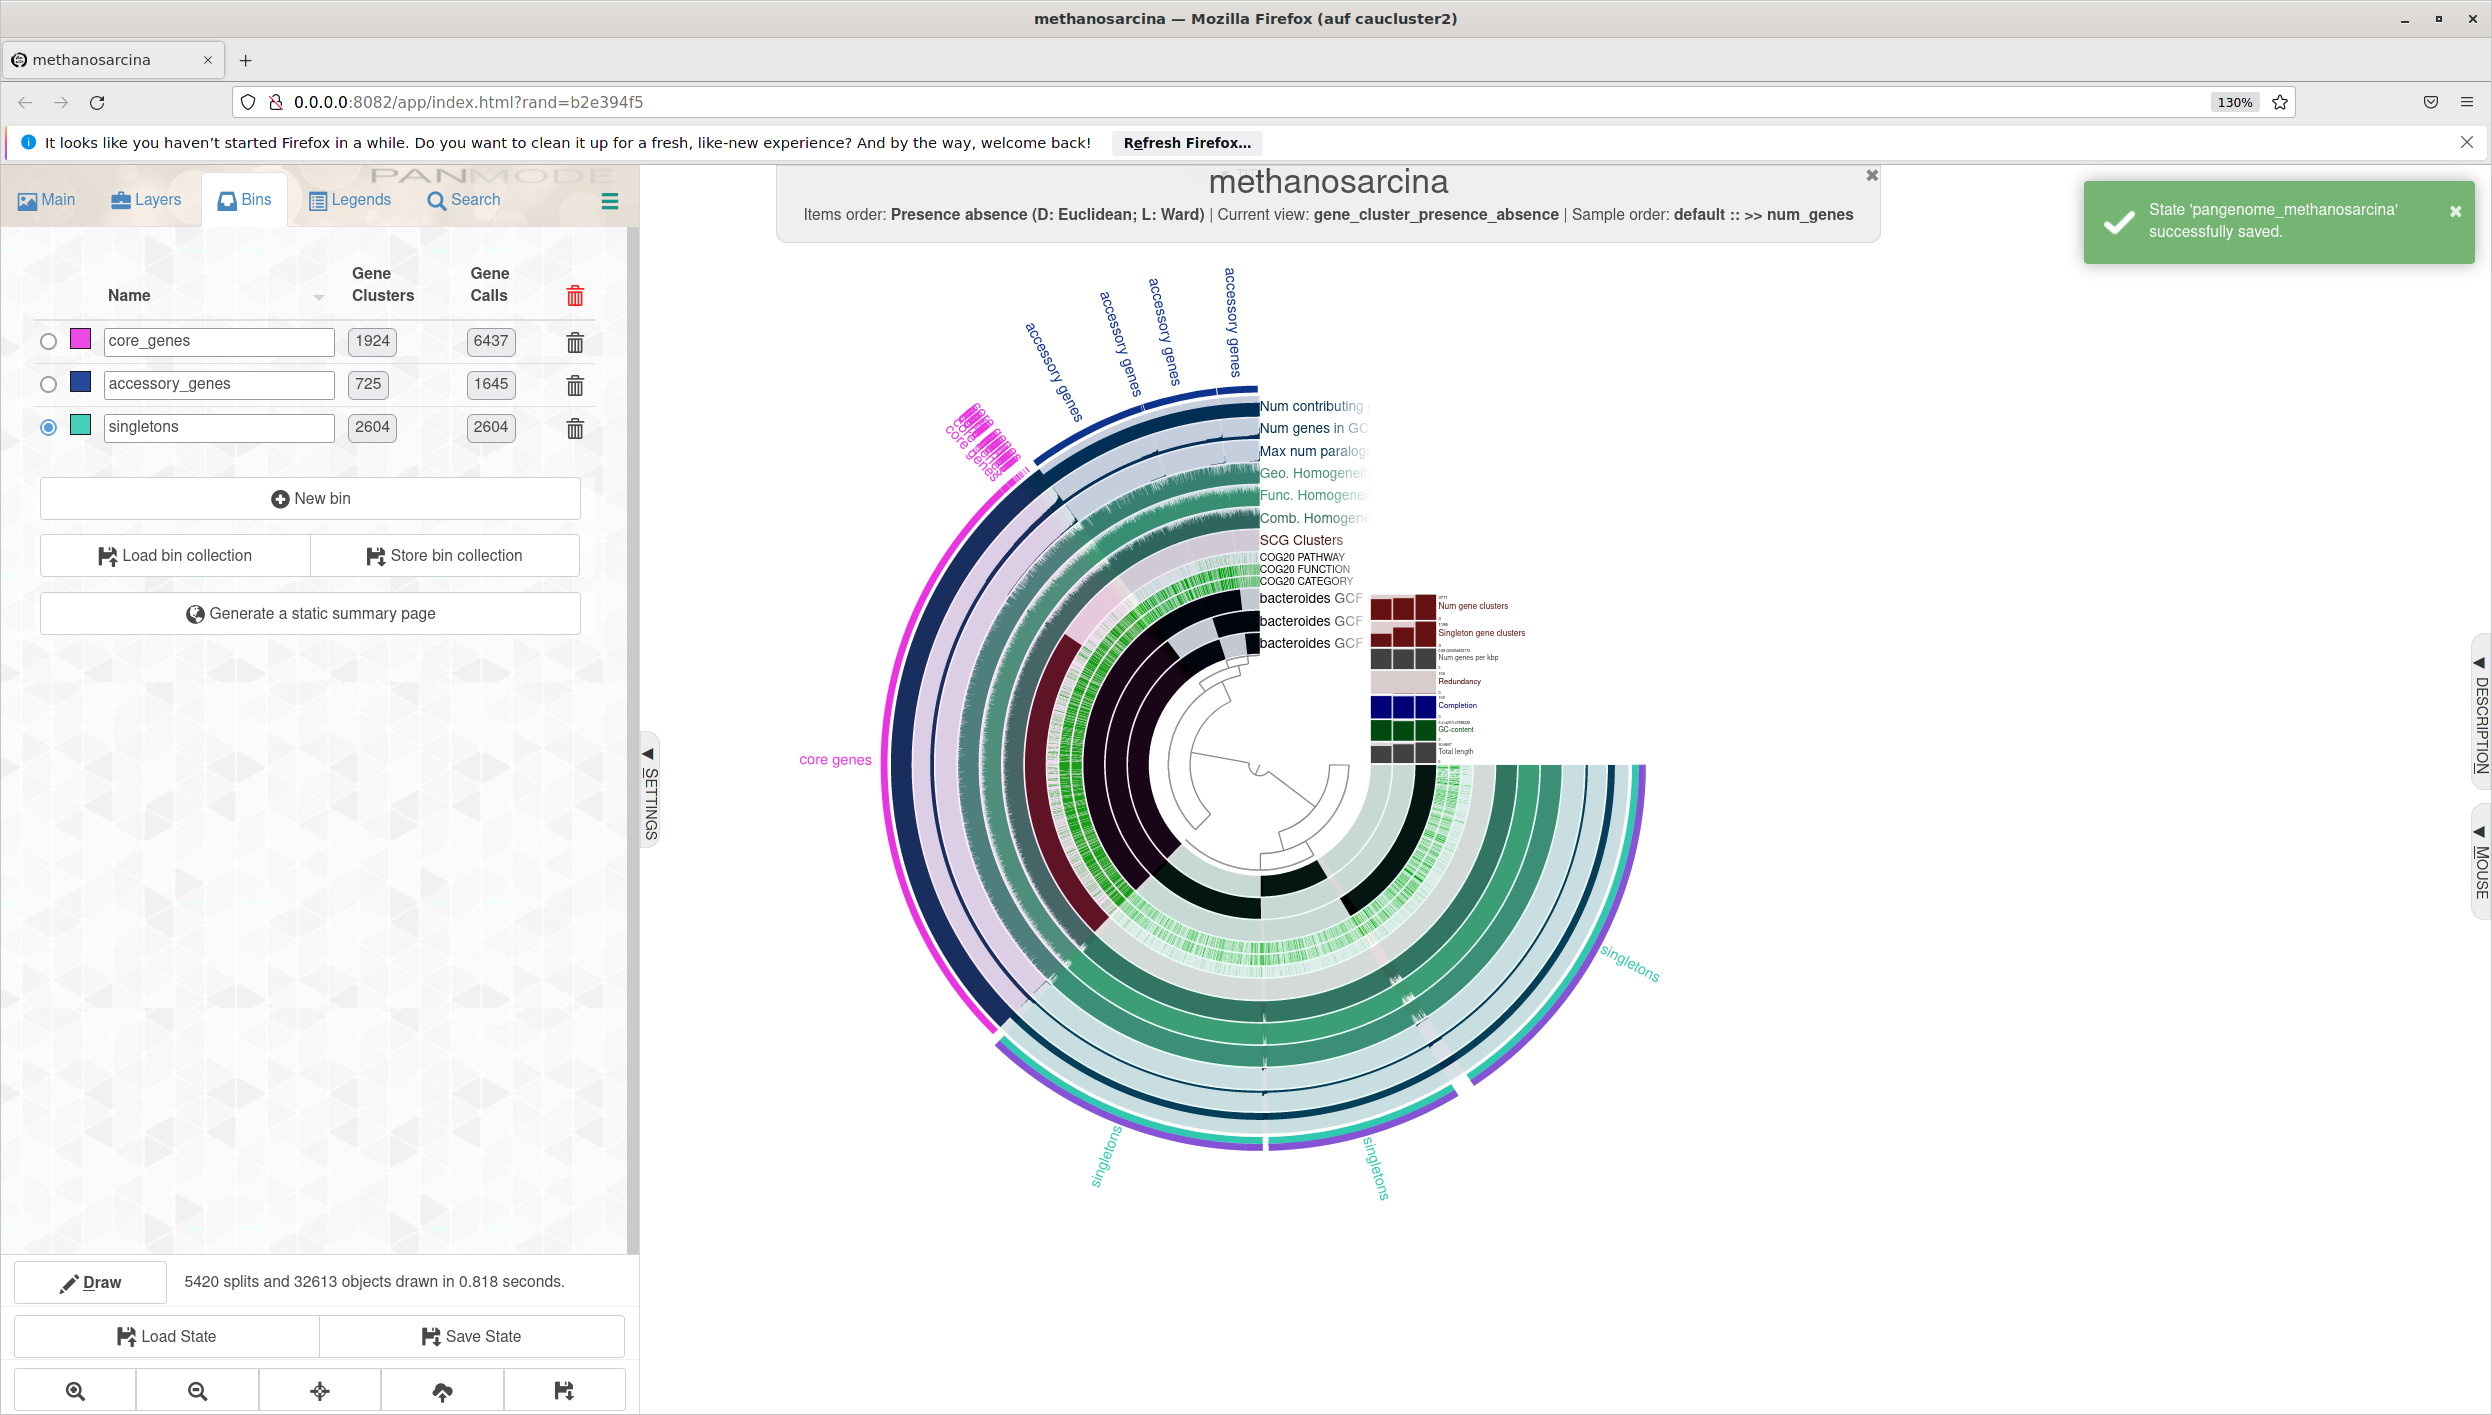 methanosarcina — Mozilla Firefox (auf caucluster2)
methanosarcina
0.0.0.0:8082/app/index.html?rand=b2e394f5
130%
It looks like you haven’t started Firefox in a while. Do you want to clean it up for a fresh, like-new experience? And by the way, welcome back!
Refresh Firefox...
PANMODE
Main
Layers
Bins
Legends
Search
Name
Gene Clusters
Gene Calls
core_genes
1924
6437
accessory_genes
725
1645
singletons
2604
2604
New bin
Load bin collection
Store bin collection
Generate a static summary page
Draw
5420 splits and 32613 objects drawn in 0.818 seconds.
Load State
Save State
SETTINGS
methanosarcina
Items order: Presence absence (D: Euclidean; L: Ward) | Current view: gene_cluster_presence_absence | Sample order: default :: >> num_genes
State 'pangenome_methanosarcina'
successfully saved.
DESCRIPTION
MOUSE
accessory genes
accessory genes
accessory genes
accessory genes
core genes
core genes
core genes
singletons
singletons
singletons
Num contributing
Num genes in GC
Max num paralogs
Geo. Homogeneit
Func. Homogenei
Comb. Homogene
SCG Clusters
COG20 PATHWAY
COG20 FUNCTION
COG20 CATEGORY
bacteroides GCF
bacteroides GCF
bacteroides GCF
Num gene clusters
Singleton gene clusters
Num genes per kbp
Redundancy
Completion
GC-content
Total length